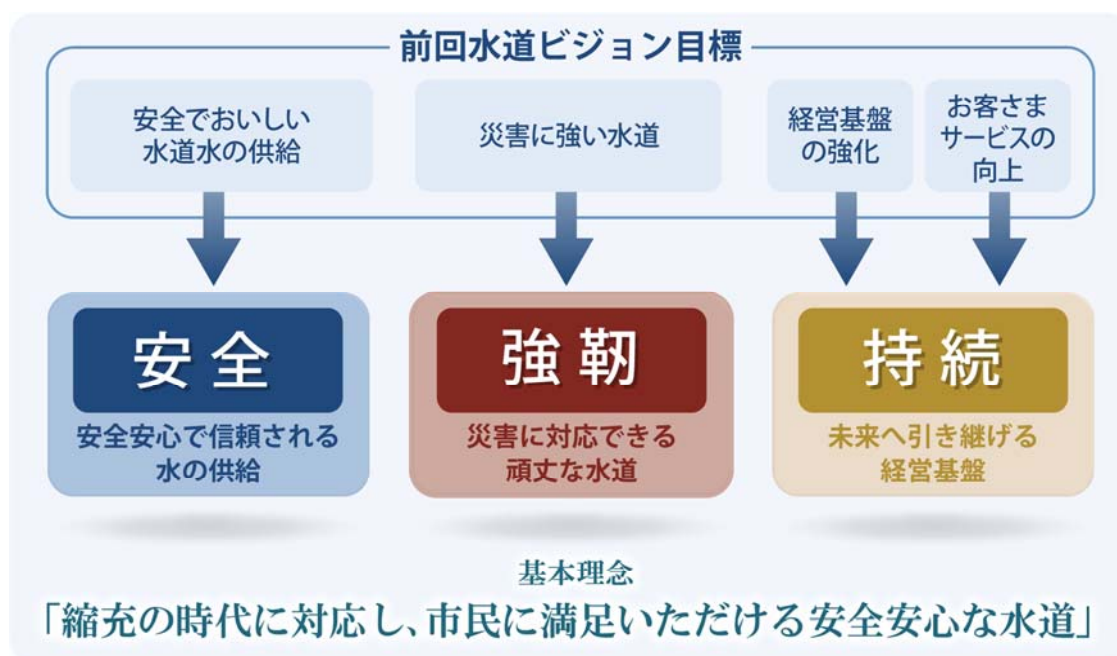 前回水道ビジョン目標
安全でおいしい
水道水の供給
災害に強い水道
経営基盤
の強化
お客さま
サービスの
向上
安全
安全安心で信頼される
水の供給
強靭
災害に対応できる
頑丈な水道
持続
未来へ引き継げる
経営基盤
基本理念
「縮充の時代に対応し、市民に満足いただける安全安心な水道」